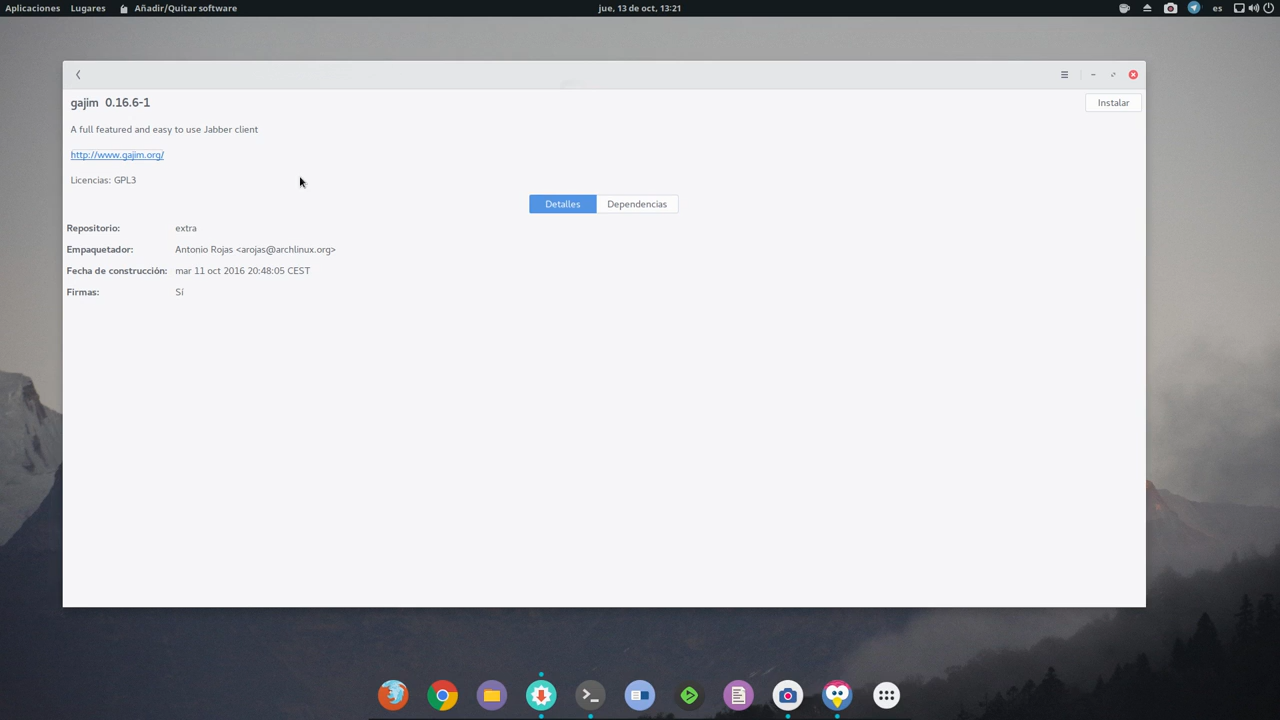 Aplicaciones Lugares Añadir/Quitar software jue, 13 de oct, 13:21 es
gajim 0.16.6-1 Instalar
A full featured and easy to use Jabber client
http://www.gajim.org/
Licencias: GPL3
Detalles Dependencias
Repositorio: extra
Empaquetador: Antonio Rojas <arojas@archlinux.org>
Fecha de construcción: mar 11 oct 2016 20:48:05 CEST
Firmas: Sí